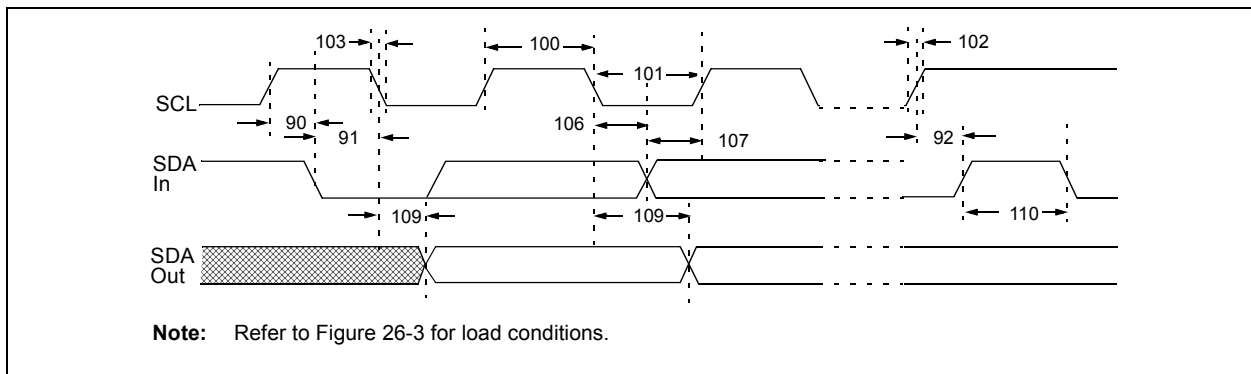 103
100
102
101
SCL
90
91
106
107
92
SDA
In
109
109
110
SDA
Out
Note: Refer to Figure 26-3 for load conditions.